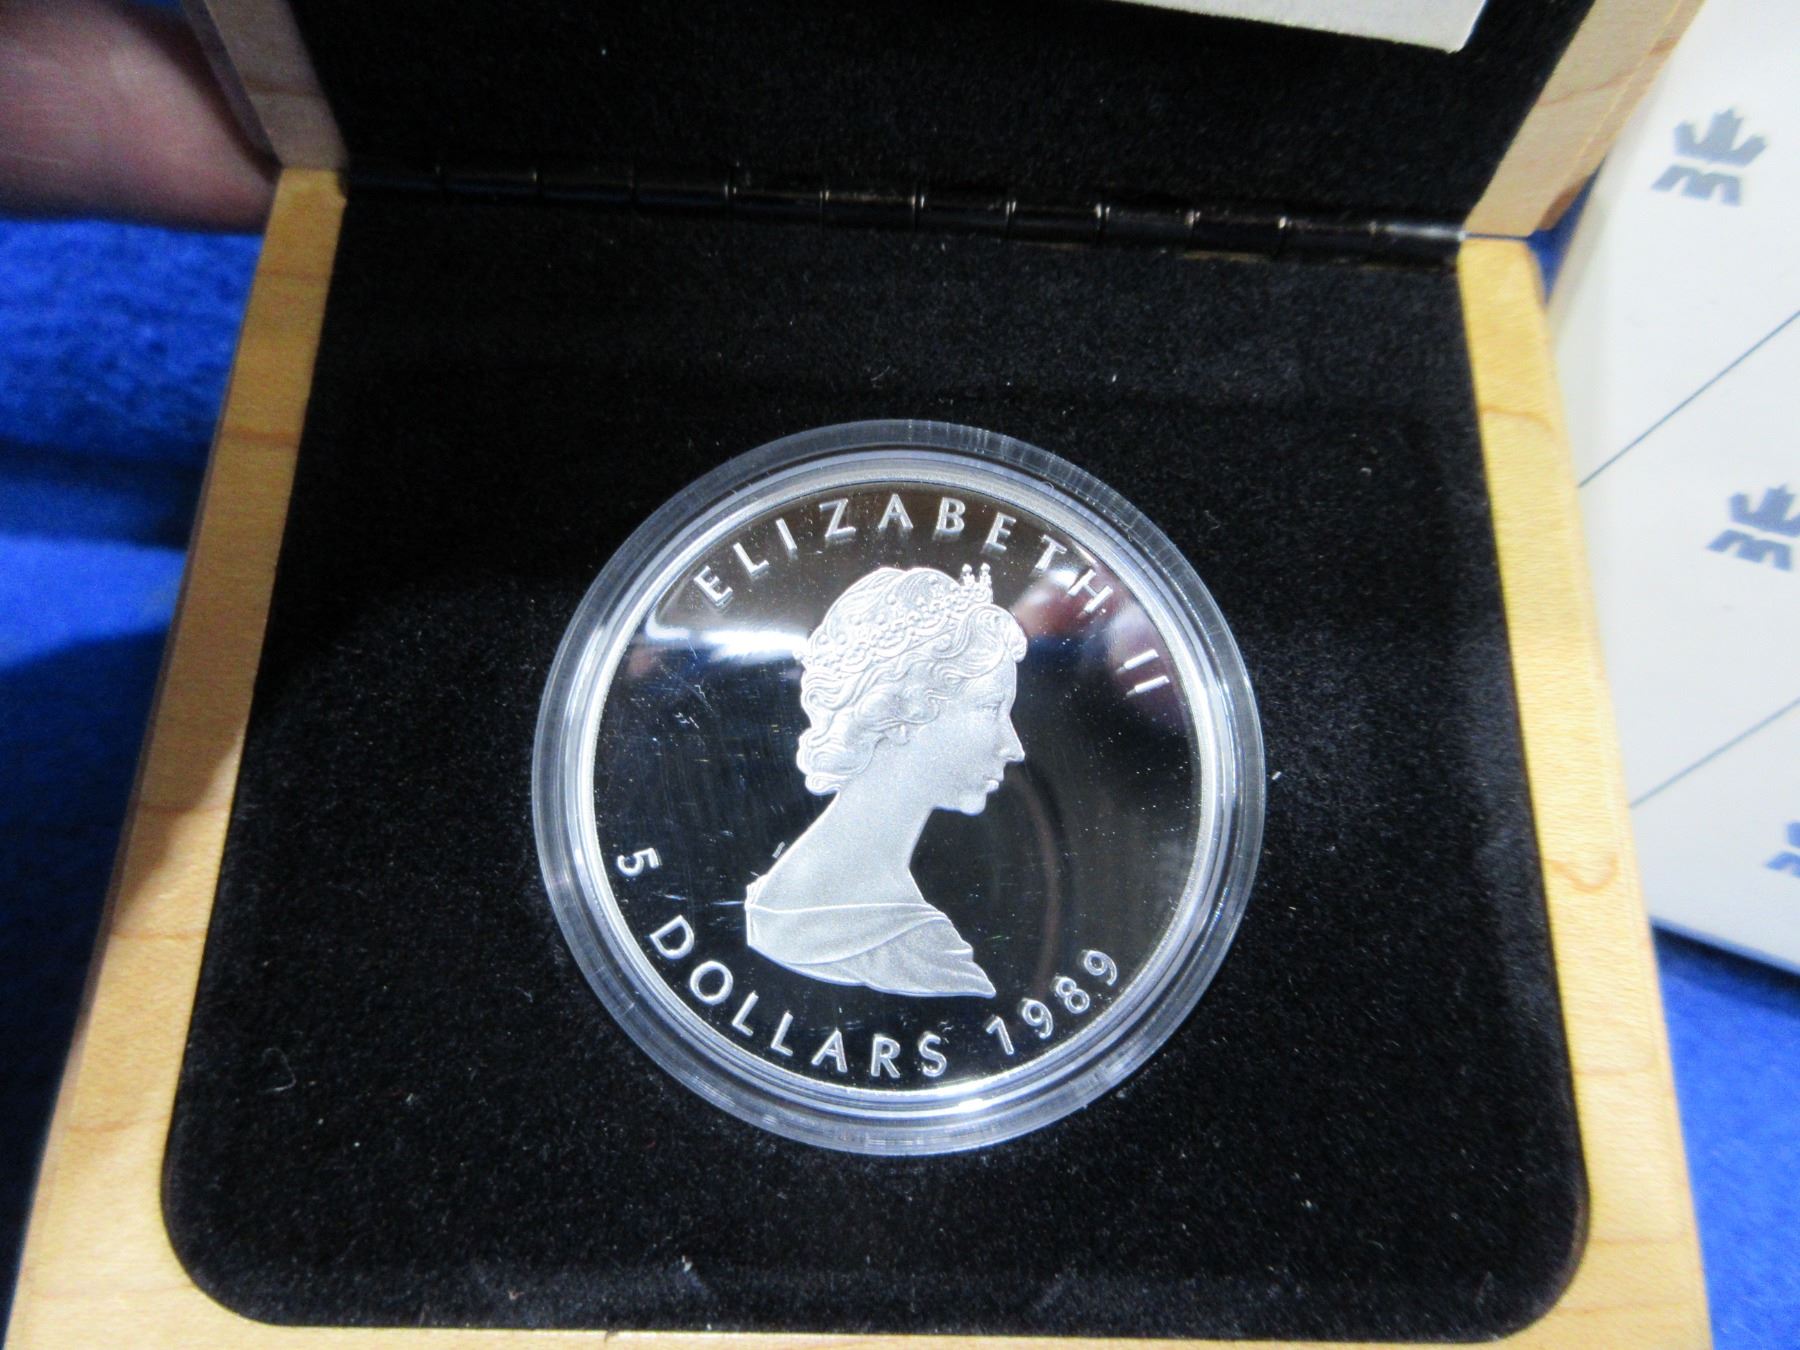 ELIZABETH II
5 DOLLARS 1989